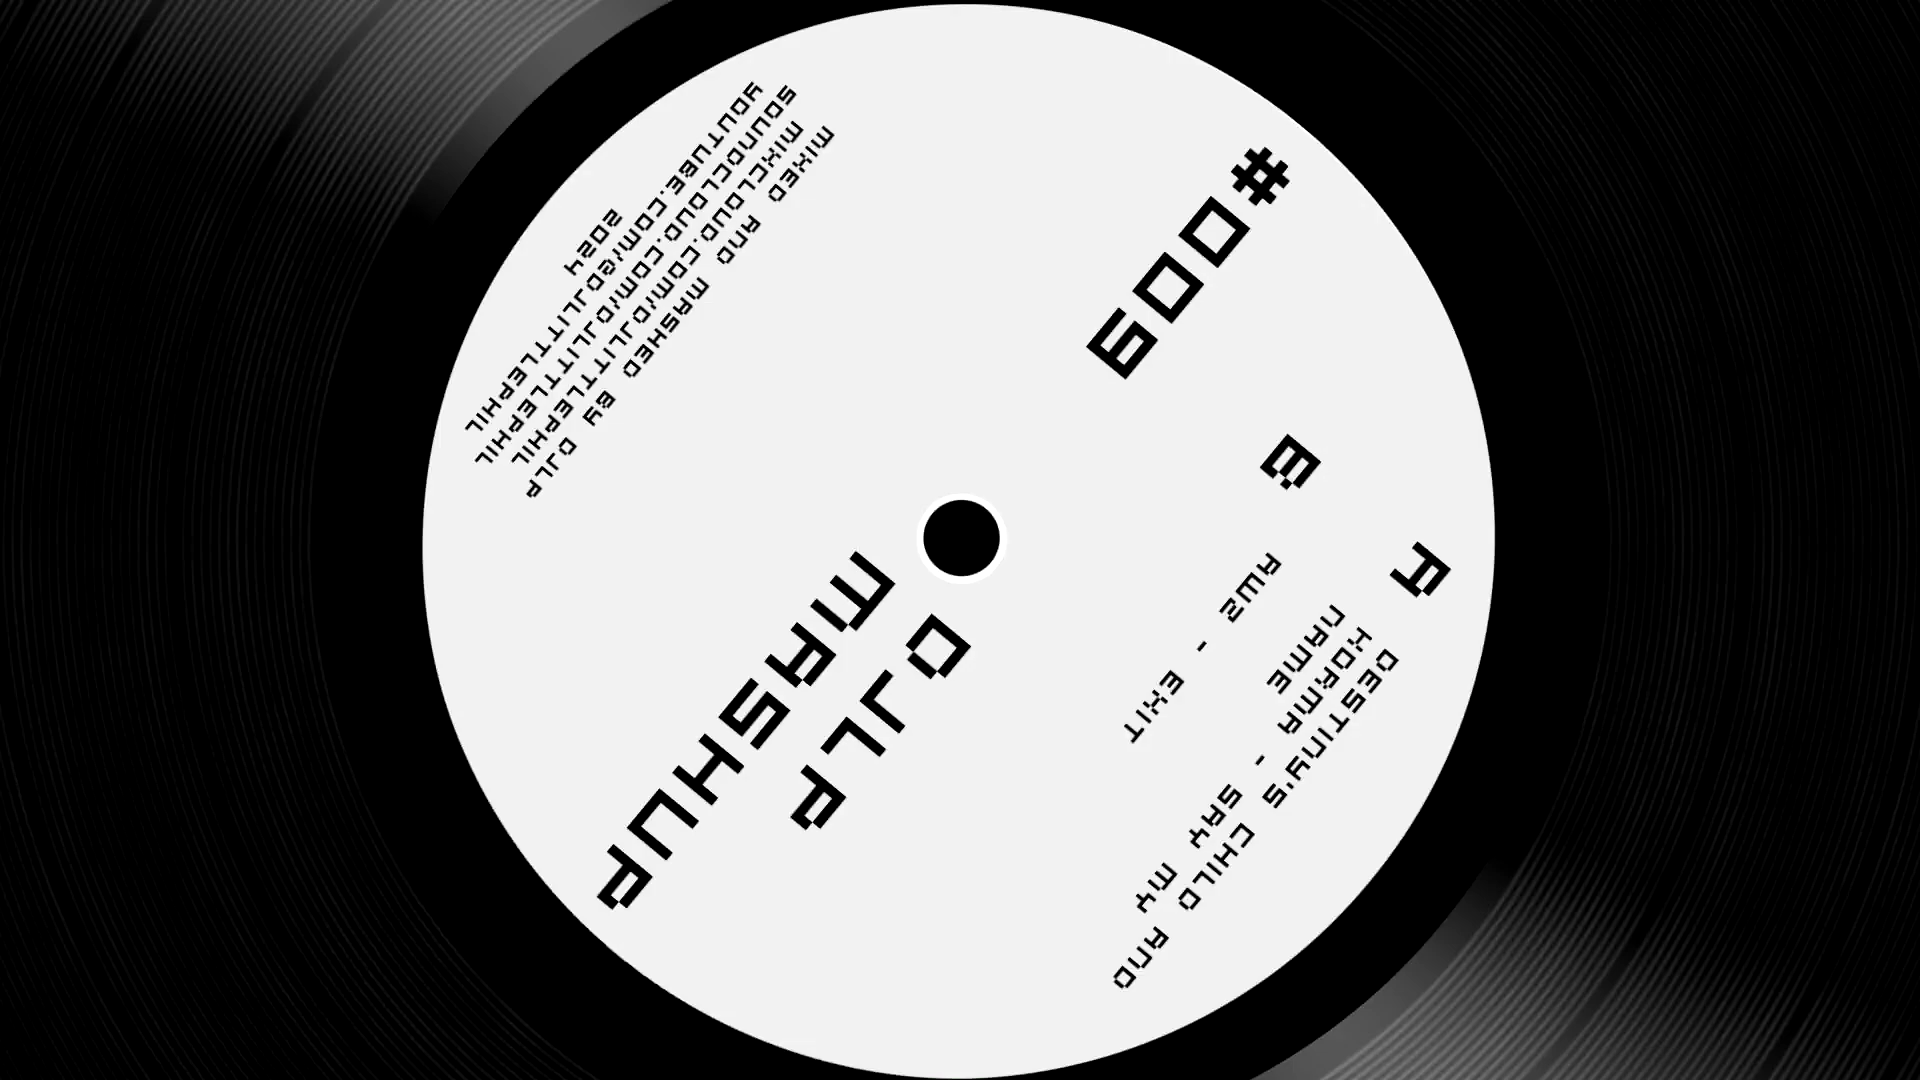 A
DESTINY'S CHILD AND
KORMA - SAY MY
NAME
B
AWZ - EXIT
DJLP
MASHUP
#009
MIXED AND MASHED BY DJLP
MIXCLOUD.COM/DJLITTLEPHIL
SOUNDCLOUD.COM/DJLITTLEPHIL
YOUTUBE.COM/@DJLITTLEPHIL
2024